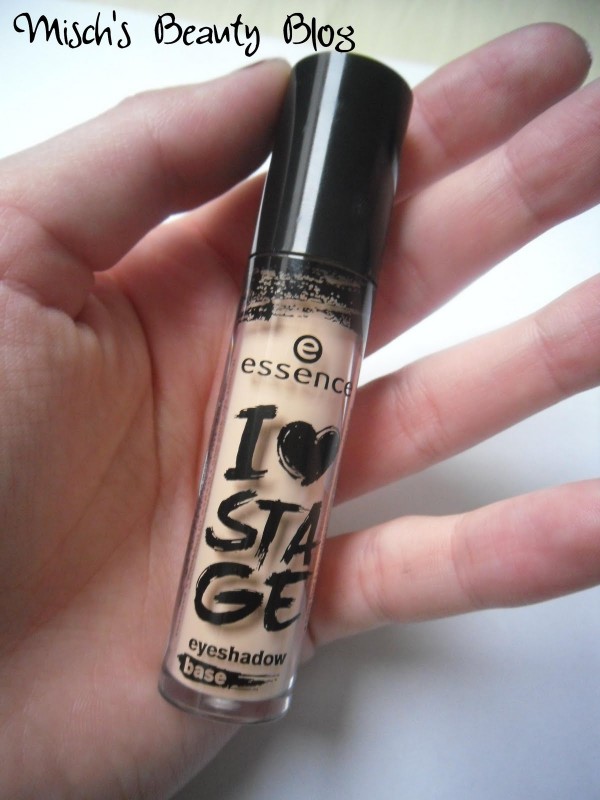 Misch's Beauty Blog
e
essence
I ♥
STA
GE
eyeshadow
base